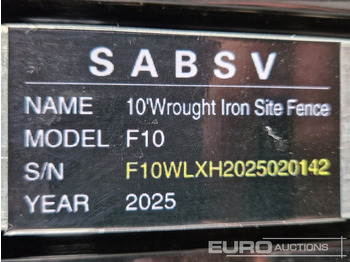 SABSV
NAME 10'Wrought Iron Site Fence
MODEL F10
S/N F10WLXH2025020142
YEAR 2025
EURO
AUCTIONS